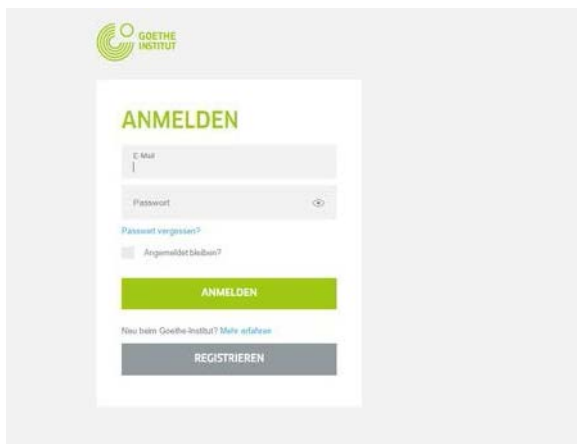 GOETHE
INSTITUT
ANMELDEN
E-Mail
Passwort
Passwort vergessen?
Angemeldet bleiben?
ANMELDEN
Neu beim Goethe-Institut? Mehr erfahren
REGISTRIEREN